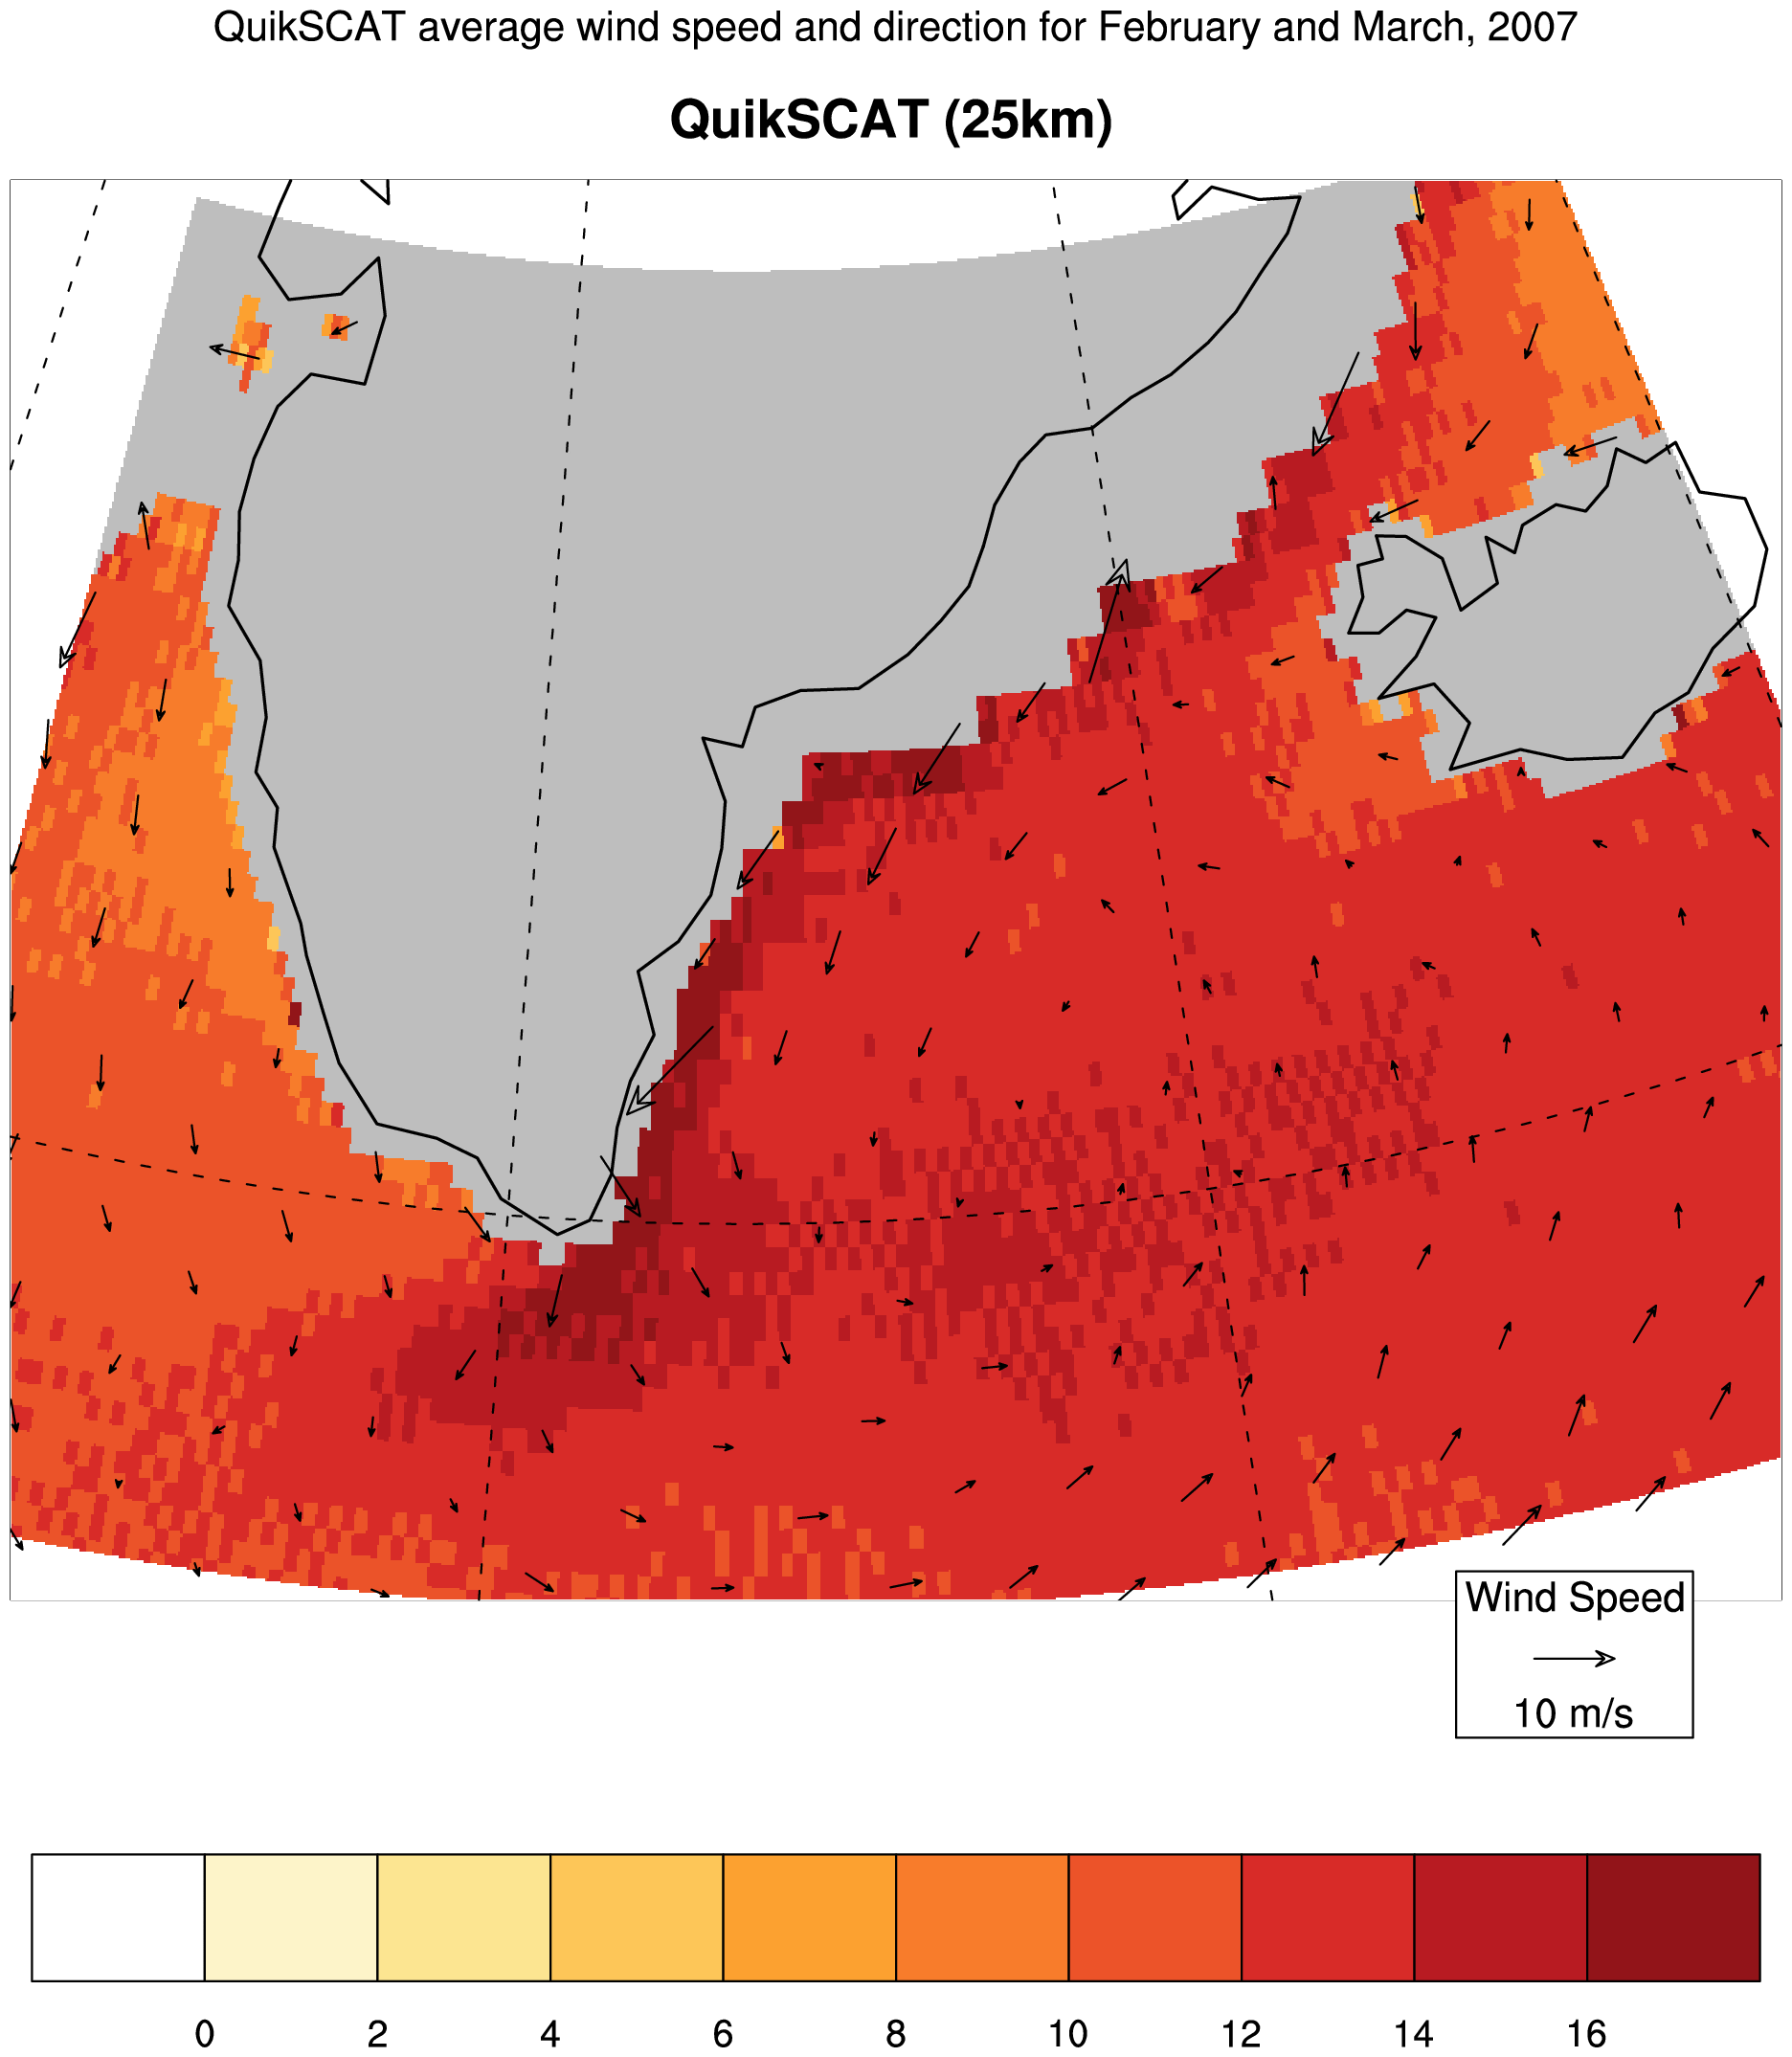 QuikSCAT average wind speed and direction for February and March, 2007
QuikSCAT (25km)
Wind Speed
10 m/s
0 2 4 6 8 10 12 14 16